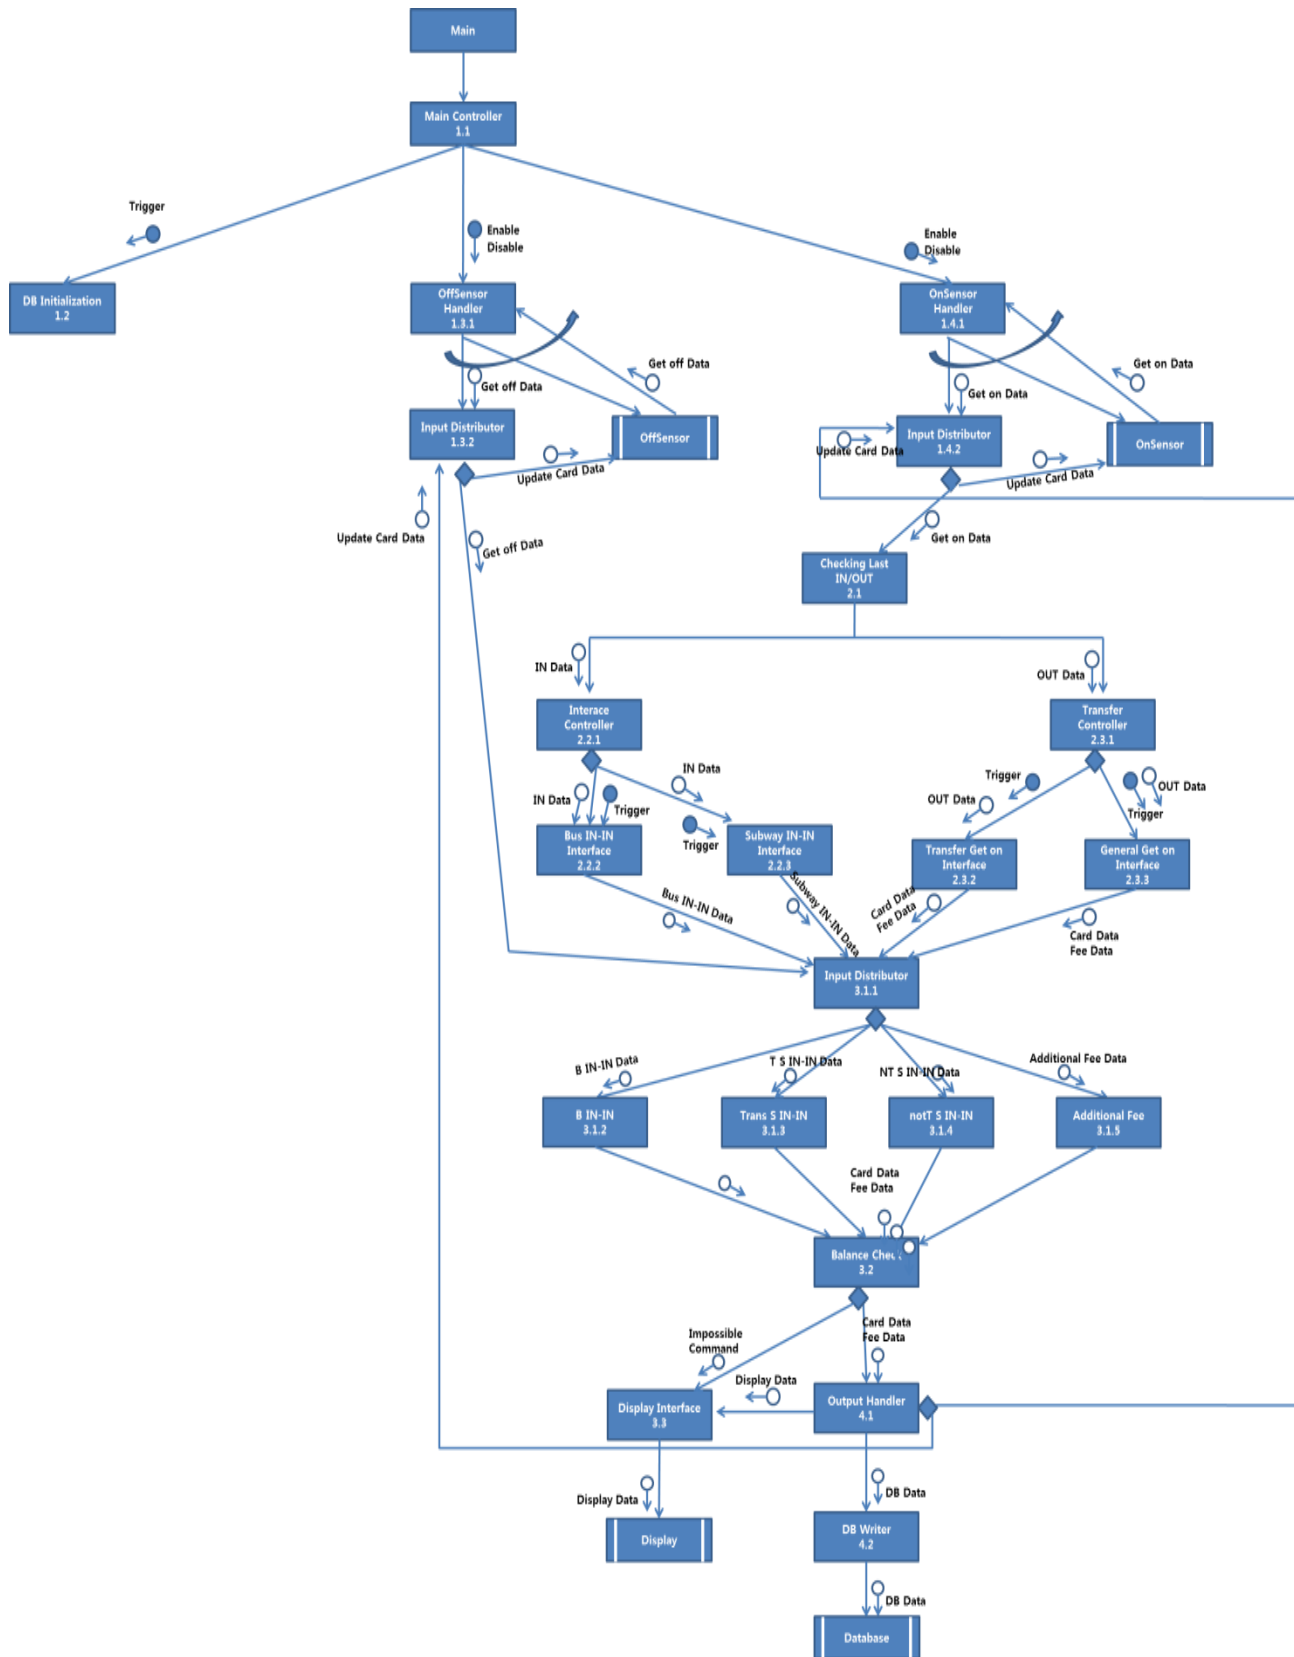 Main
Main Controller
1.1
Trigger
Enable
Disable
Enable
Disable
DB Initialization
1.2
OffSensor
Handler
1.3.1
OnSensor
Handler
1.4.1
Get off Data
Get off Data
Get on Data
Get on Data
Input Distributor
1.3.2
OffSensor
Input Distributor
1.4.2
OnSensor
Update Card Data
Update Card Data
Update Card Data
Update Card Data
Get off Data
Get on Data
Checking Last
IN/OUT
2.1
IN Data
OUT Data
Interace
Controller
2.2.1
Transfer
Controller
2.3.1
IN Data
Trigger
IN Data
Trigger
Trigger
OUT Data
OUT Data
Trigger
Bus IN-IN
Interface
2.2.2
Subway IN-IN
Interface
2.2.3
Transfer Get on
Interface
2.3.2
General Get on
Interface
2.3.3
Bus IN-IN Data
Subway IN-IN Data
Card Data
Fee Data
Card Data
Fee Data
Input Distributor
3.1.1
B IN-IN Data
T S IN-IN Data
NT S IN-IN Data
Additional Fee Data
B IN-IN
3.1.2
Trans S IN-IN
3.1.3
notT S IN-IN
3.1.4
Additional Fee
3.1.5
Card Data
Fee Data
Balance Check
3.2
Impossible
Command
Card Data
Fee Data
Display Data
Display Interface
3.3
Output Handler
4.1
Display Data
DB Data
Display
DB Writer
4.2
DB Data
Database